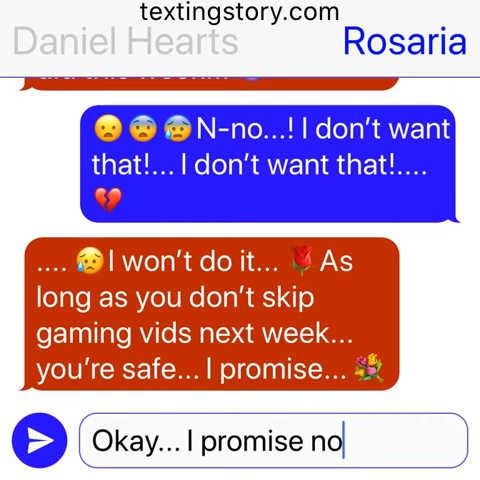 textingstory.com
Daniel Hearts
Rosaria
😦😨😰N-no...! I don't want
that!... I don't want that!....
💔
.... 😥I won't do it... 🌹As
long as you don't skip
gaming vids next week...
you're safe... I promise... 💐
Okay... I promise no